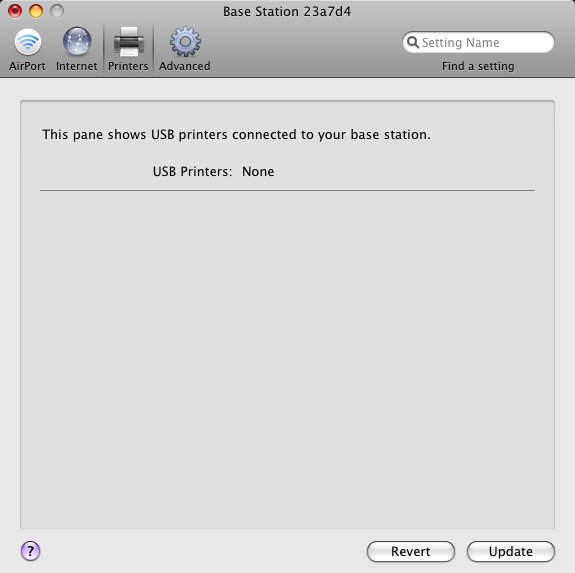 Base Station 23a7d4
AirPort Internet Printers Advanced
Setting Name
Find a setting
This pane shows USB printers connected to your base station.
USB Printers: None
?
Revert Update